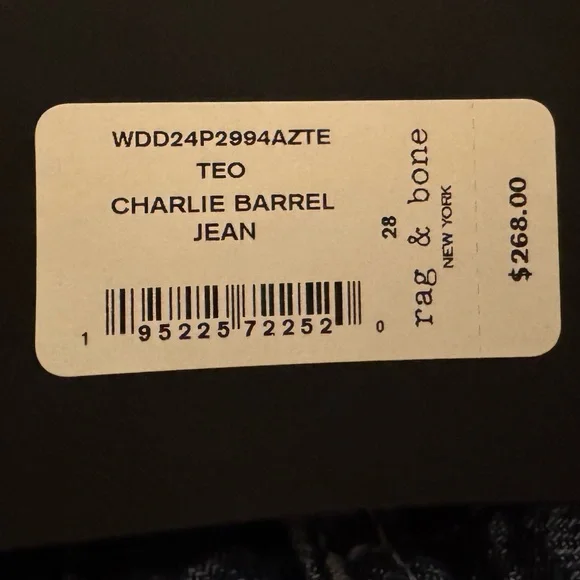 WDD24P2994AZTE
TEO
CHARLIE BARREL
JEAN
1 95225 72252 0
28
rag & bone
NEW YORK
$268.00